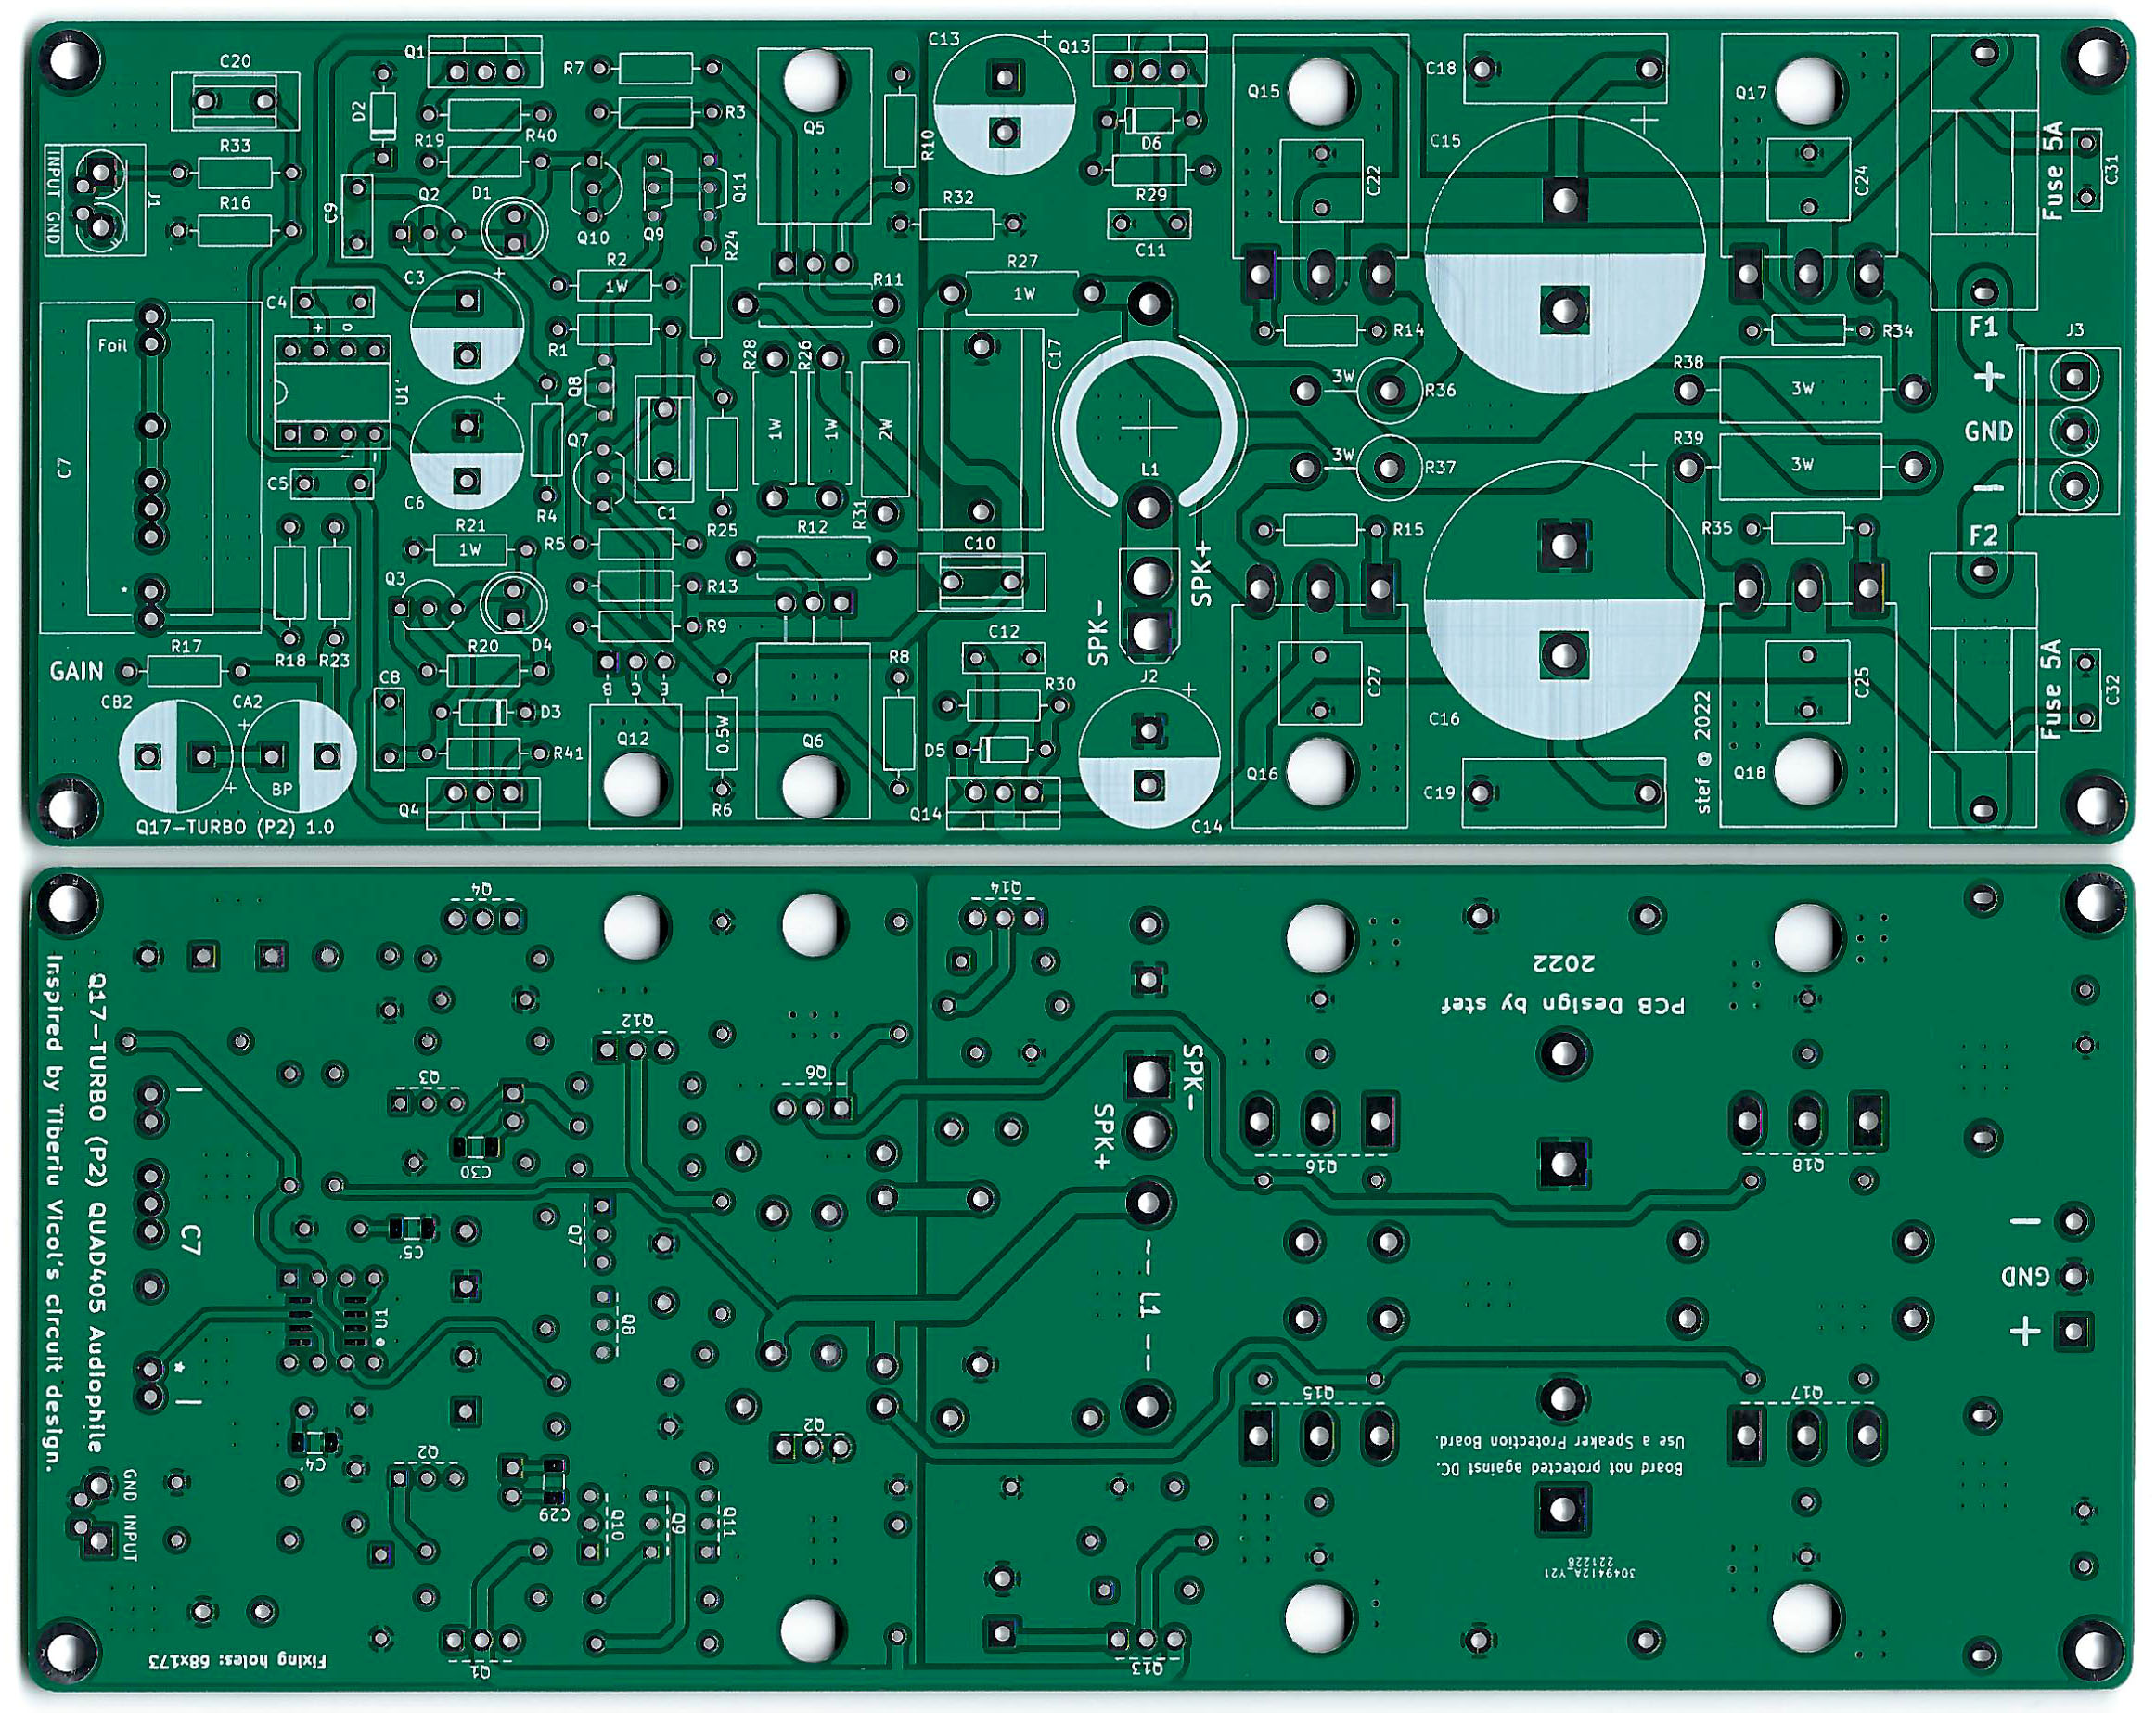 C20
Q1
R7
C13
Q13
C18
Q15
Q17
D2
R19
R40
R3
Q5
R10
D6
C15
C22
C24
Fuse 5A
C31
INPUT GND
J1
R33
R16
C9
Q2
D1
Q10
Q9
Q11
R24
R32
R29
C11
C3
R2
1W
R11
R27
1W
C4
+ o
R1
R14
R34
F1
J3
Foil
C7
U1'
Q8
R28
R26
C17
3W
R36
R38
3W
+
GND
–
C6
Q7
1W
1W
2W
L1
3W
R37
R39
3W
C5
i -
R4
C1
R25
R12
R31
R15
R35
F2
R21
1W
R5
C10
SPK+
SPK-
*
Q3
R13
R9
D4
R17
R18
R23
R20
B C E
R8
C12
J2
R30
C27
C25
Fuse 5A
C32
GAIN
CB2
CA2
C8
D3
R41
Q12
0.5W
Q6
D5
C16
stef @ 2022
BP
Q4
R6
Q14
C14
Q16
C19
Q18
Q17-TURBO (P2) 1.0
Q4
Q14
2022
PCB Design by stef
Inspired by Tiberiu Vicol's circuit design.
Q17-TURBO (P2) QUAD405 Audiophile
Q12
Q3
Q6
SPK-
SPK+
C30
Q16
Q18
C7
C5'
Q7
–
GND
+
U1
Q8
L1
*
Q15
Q17
C4'
Q2
Q2
Use a Speaker Protection Board.
Board not protected against DC.
GND INPUT
C29
Q10
Q9
Q11
3049412A_Y21
221228
Fixing holes: 68x173
Q1
Q13